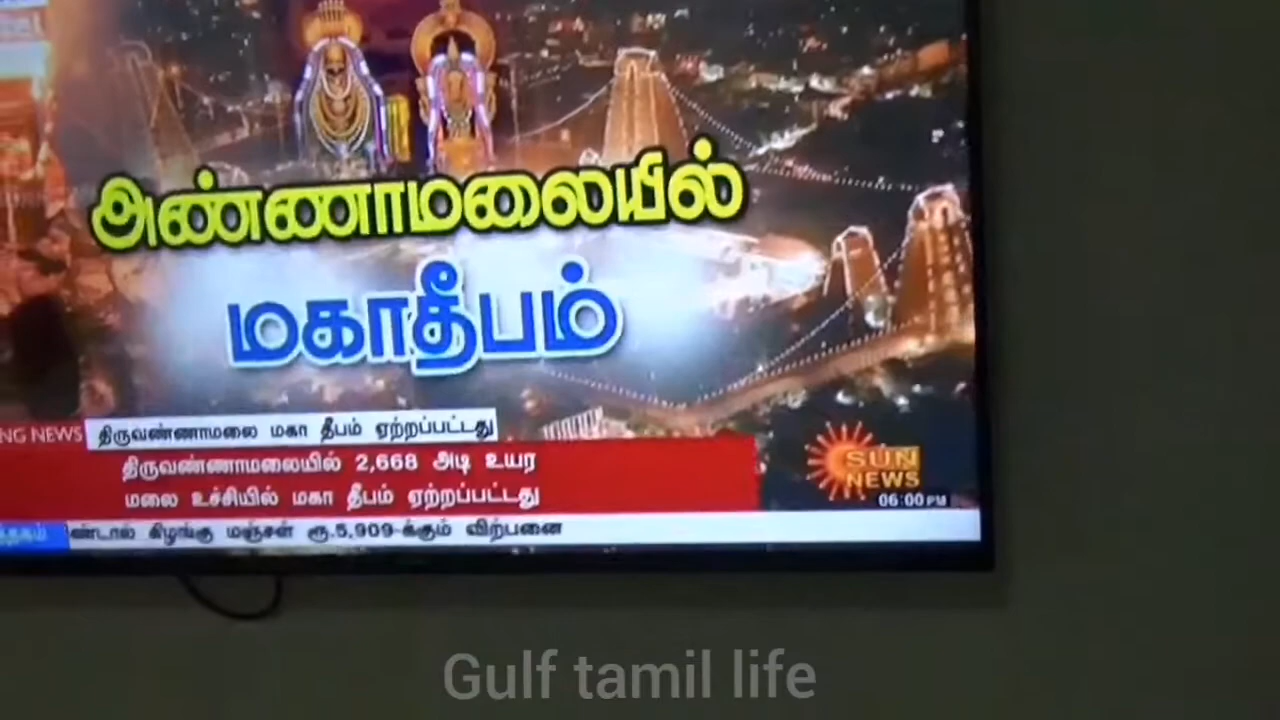 அண்ணாமலையில்
மகாதீபம்
NG NEWS திருவண்ணாமலை மகா தீபம் ஏற்றப்பட்டது
திருவண்ணாமலையில் 2,668 அடி உயர
மலை உச்சியில் மகா தீபம் ஏற்றப்பட்டது
SUN
NEWS
06:00 PM
ண்டால் கிழங்கு மஞ்சள் ரூ.5,909-க்கும் விற்பனை
Gulf tamil life